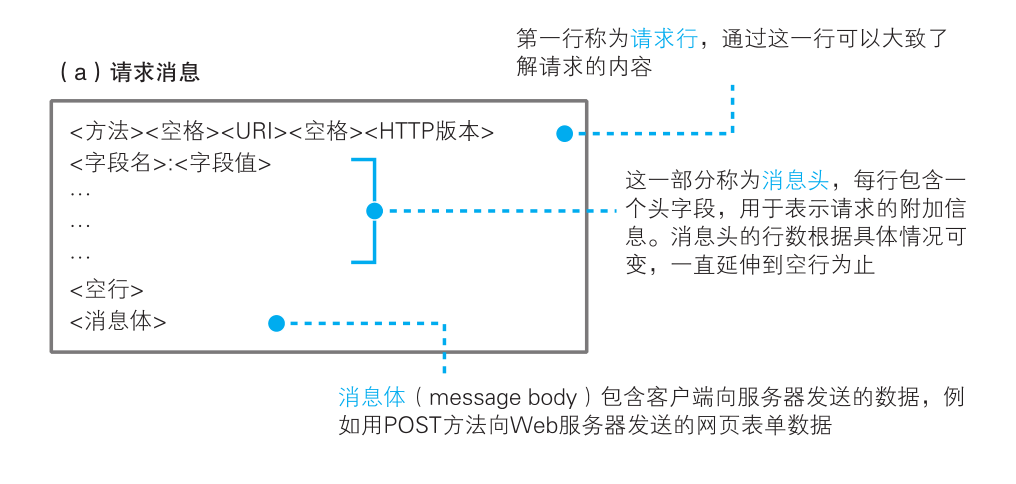 第一行称为请求行，通过这一行可以大致了
解请求的内容
（a）请求消息
<方法><空格><URI><空格><HTTP版本>
<字段名>:<字段值>
…
…
…
<空行>
<消息体>
这一部分称为消息头，每行包含一
个头字段，用于表示请求的附加信
息。消息头的行数根据具体情况可
变，一直延伸到空行为止
消息体（message body）包含客户端向服务器发送的数据，例
如用POST方法向Web服务器发送的网页表单数据